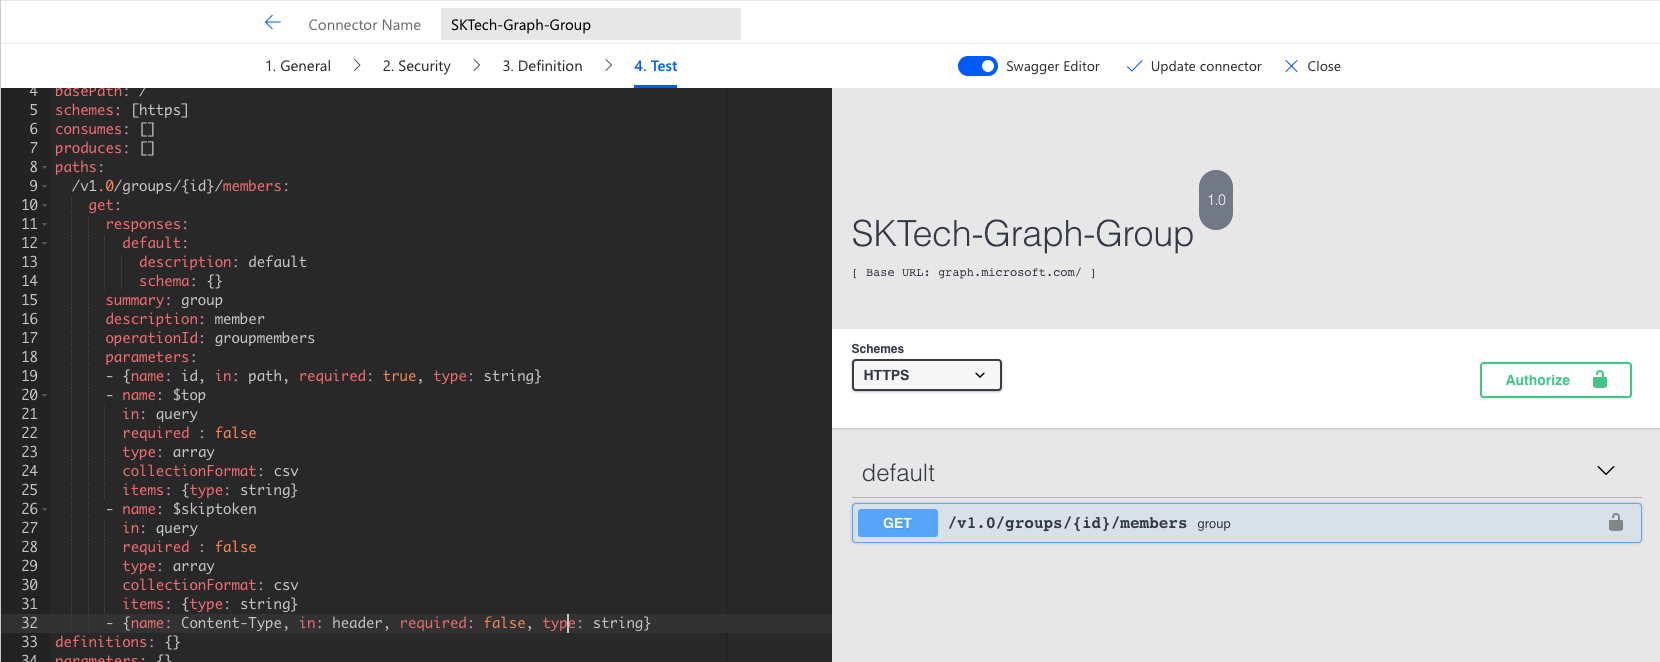 Connector Name SKTech-Graph-Group
1. General 2. Security 3. Definition 4. Test Swagger Editor Update connector Close
4 basePath: /
5 schemes: [https]
6 consumes: []
7 produces: []
8 paths:
9 /v1.0/groups/{id}/members:
10 get:
11 responses:
12 default:
13 description: default
14 schema: {}
15 summary: group
16 description: member
17 operationId: groupmembers
18 parameters:
19 - {name: id, in: path, required: true, type: string}
20 - name: $top
21 in: query
22 required : false
23 type: array
24 collectionFormat: csv
25 items: {type: string}
26 - name: $skiptoken
27 in: query
28 required : false
29 type: array
30 collectionFormat: csv
31 items: {type: string}
32 - {name: Content-Type, in: header, required: false, type: string}
33 definitions: {}
34 parameters: {}
1.0
SKTech-Graph-Group
[ Base URL: graph.microsoft.com/ ]
Schemes
HTTPS
Authorize
default
GET /v1.0/groups/{id}/members group